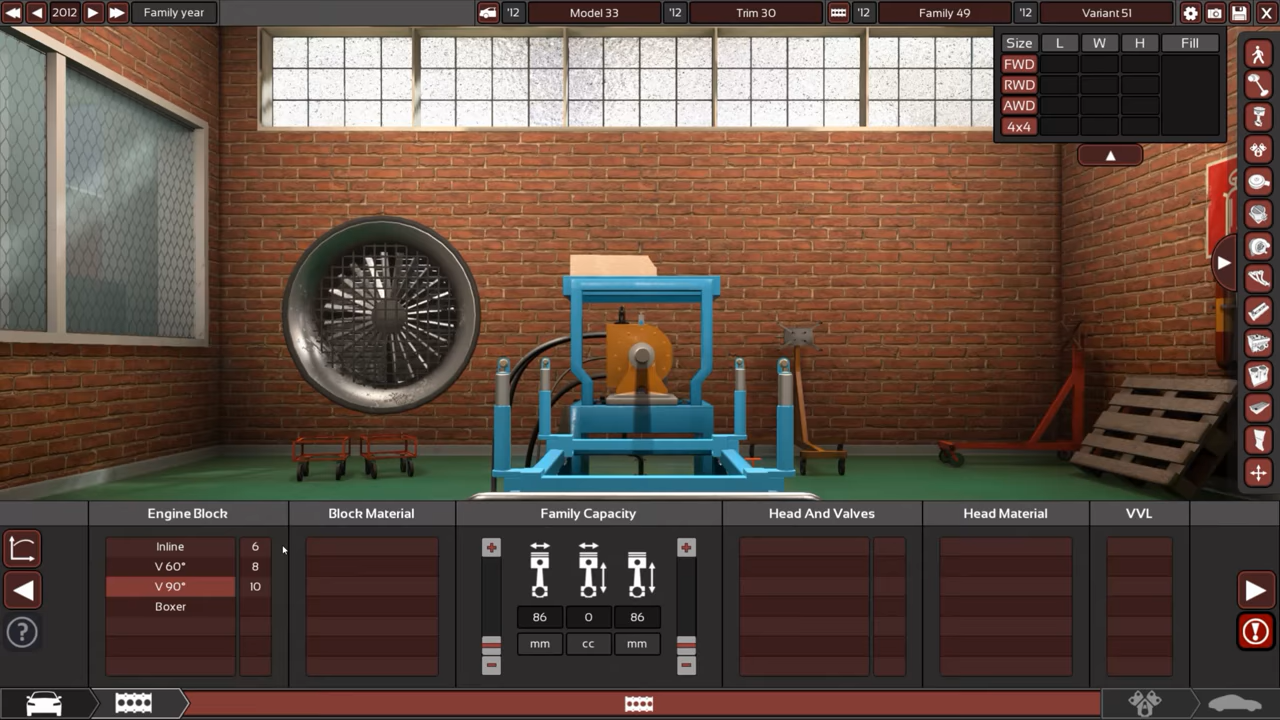 2012 Family year '12 Model 33 '12 Trim 30 '12 Family 49 '12 Variant 51
Size L W H Fill
FWD
RWD
AWD
4x4
Engine Block Block Material Family Capacity Head And Valves Head Material VVL
Inline 6
V 60° 8
V 90° 10
Boxer
86 0 86
mm cc mm